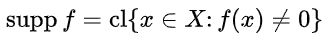 supp f = cl{x ∈ X: f(x) ≠ 0}